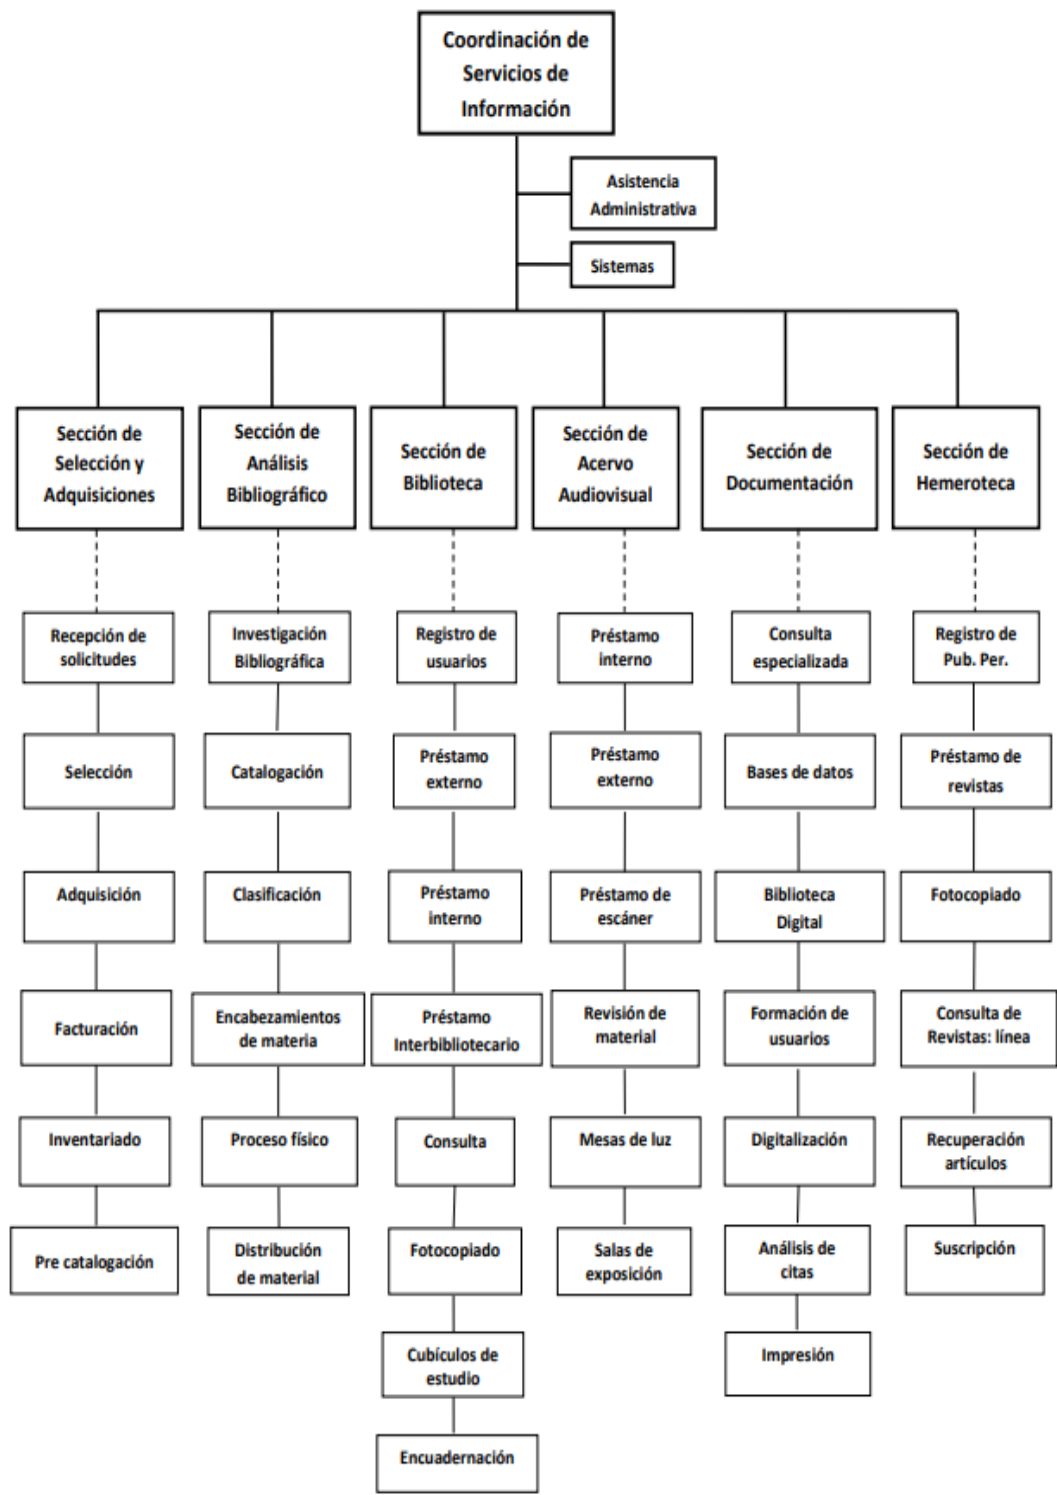 Coordinación de
Servicios de
Información
Asistencia
Administrativa
Sistemas
Sección de
Selección y
Adquisiciones
Sección de
Análisis
Bibliográfico
Sección de
Biblioteca
Sección de
Acervo
Audiovisual
Sección de
Documentación
Sección de
Hemeroteca
Recepción de
solicitudes
Selección
Adquisición
Facturación
Inventariado
Pre catalogación
Investigación
Bibliográfica
Catalogación
Clasificación
Encabezamientos
de materia
Proceso físico
Distribución
de material
Registro de
usuarios
Préstamo
externo
Préstamo
interno
Préstamo
Interbibliotecario
Consulta
Fotocopiado
Cubículos de
estudio
Encuadernación
Préstamo
interno
Préstamo
externo
Préstamo de
escáner
Revisión de
material
Mesas de luz
Salas de
exposición
Consulta
especializada
Bases de datos
Biblioteca
Digital
Formación de
usuarios
Digitalización
Análisis de
citas
Impresión
Registro de
Pub. Per.
Préstamo de
revistas
Fotocopiado
Consulta de
Revistas: línea
Recuperación
artículos
Suscripción